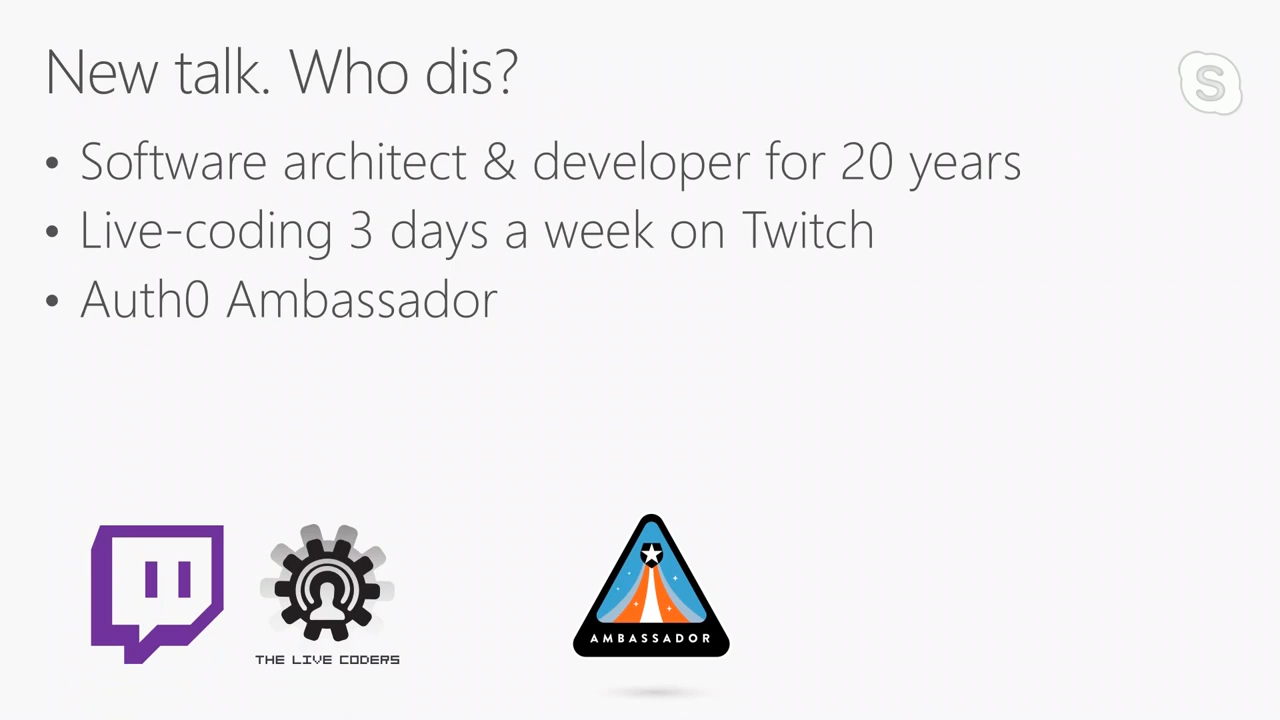 New talk. Who dis?
S
• Software architect & developer for 20 years
• Live-coding 3 days a week on Twitch
• Auth0 Ambassador
AMBASSADOR
THE LIVE CODERS